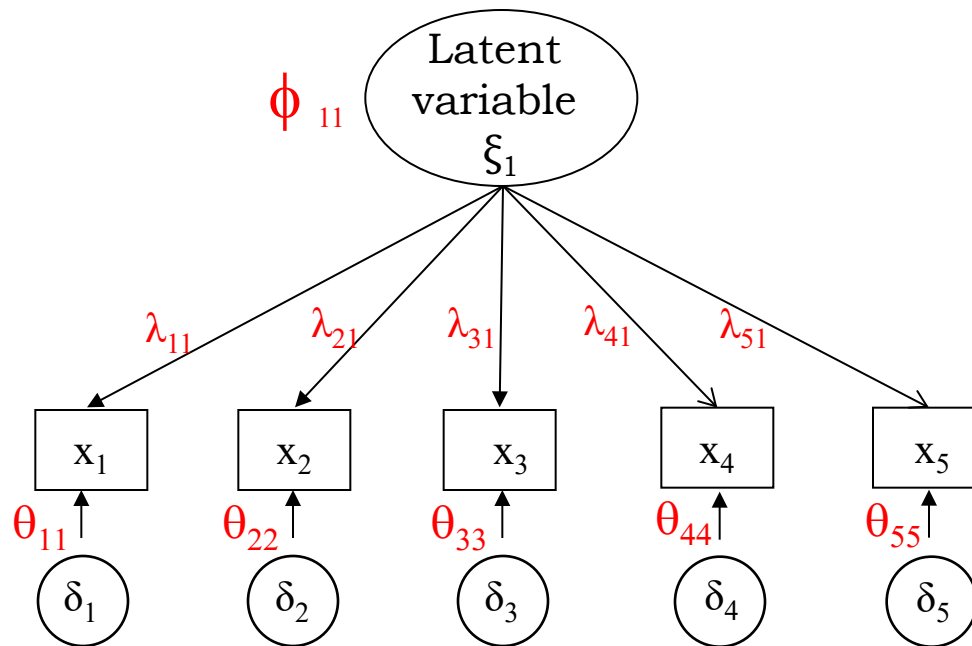 Latent
variable
ξ₁
ϕ ₁₁
λ₁₁ λ₂₁ λ₃₁ λ₄₁ λ₅₁
x₁ x₂ x₃ x₄ x₅
θ₁₁ θ₂₂ θ₃₃ θ₄₄ θ₅₅
δ₁ δ₂ δ₃ δ₄ δ₅